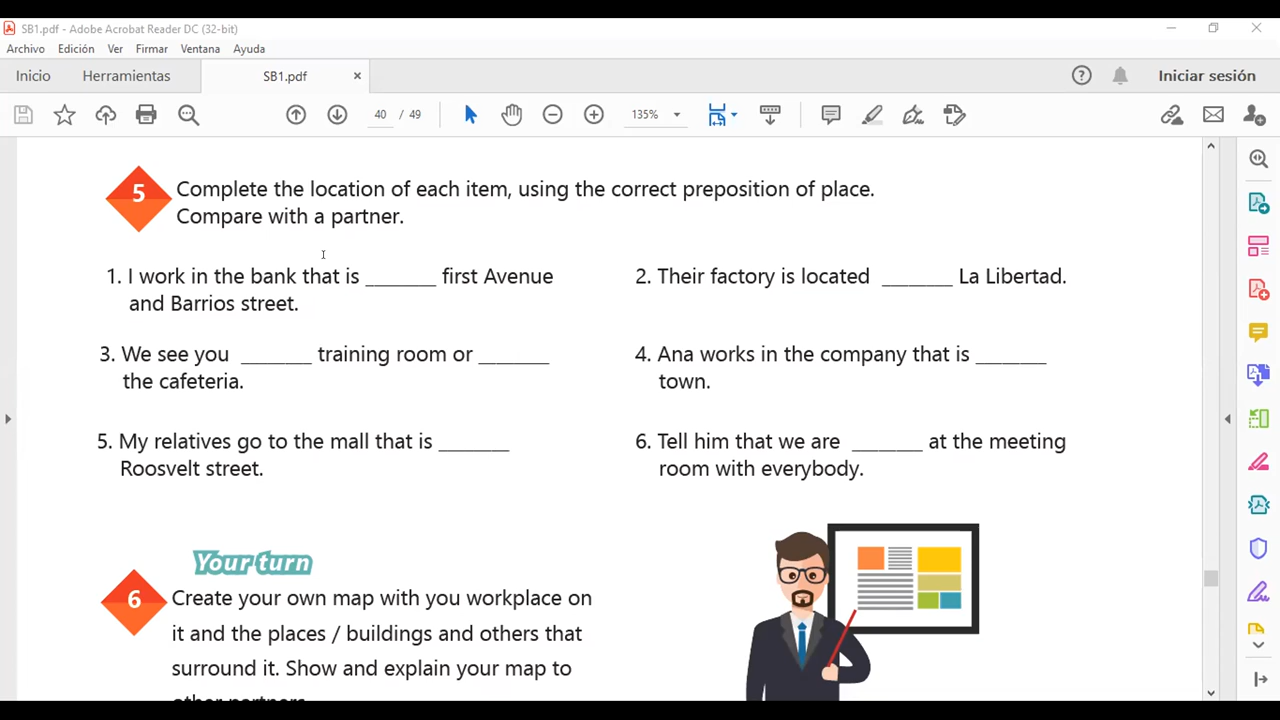 SB1.pdf - Adobe Acrobat Reader DC (32-bit)
Archivo Edición Ver Firmar Ventana Ayuda
Inicio Herramientas SB1.pdf × Iniciar sesión
40 / 49 135%
5 Complete the location of each item, using the correct preposition of place.
Compare with a partner.
1. I work in the bank that is _______ first Avenue
and Barrios street.
2. Their factory is located _______ La Libertad.
3. We see you _______ training room or _______
the cafeteria.
4. Ana works in the company that is _______
town.
5. My relatives go to the mall that is _______
Roosvelt street.
6. Tell him that we are _______ at the meeting
room with everybody.
Your turn
6 Create your own map with you workplace on
it and the places / buildings and others that
surround it. Show and explain your map to
other partners